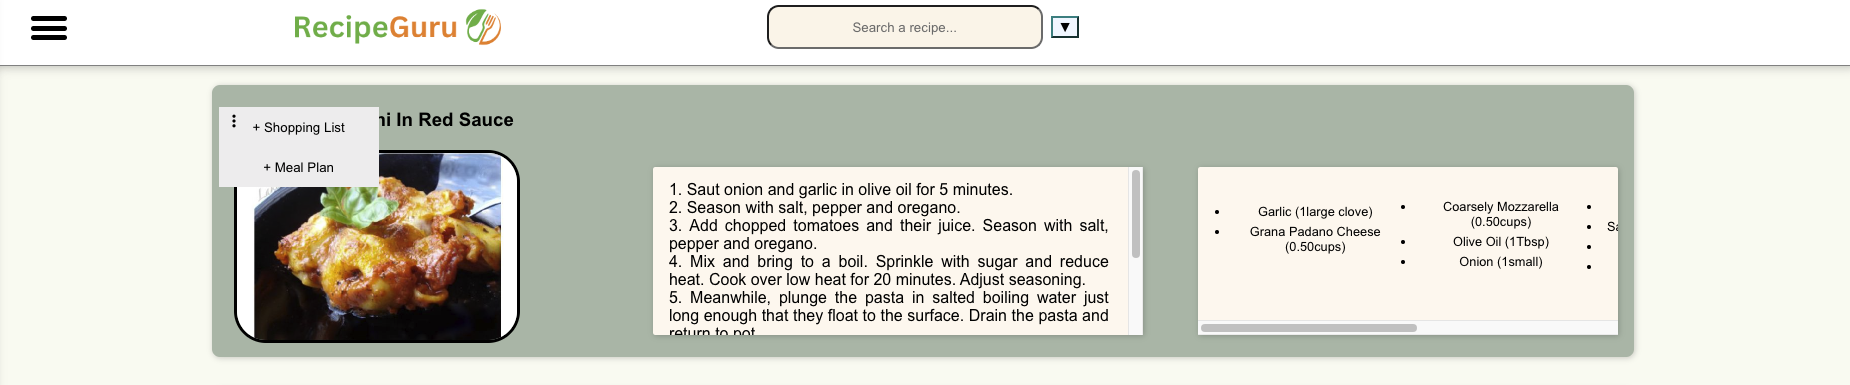 RecipeGuru
Search a recipe...
▼
+ Shopping List
In Red Sauce
+ Meal Plan
1. Saut onion and garlic in olive oil for 5 minutes.
2. Season with salt, pepper and oregano.
3. Add chopped tomatoes and their juice. Season with salt,
pepper and oregano.
4. Mix and bring to a boil. Sprinkle with sugar and reduce
heat. Cook over low heat for 20 minutes. Adjust seasoning.
5. Meanwhile, plunge the pasta in salted boiling water just
long enough that they float to the surface. Drain the pasta and
return to pot
• Garlic (1large clove)
• Grana Padano Cheese
(0.50cups)
• Coarsely Mozzarella
(0.50cups)
• Olive Oil (1Tbsp)
• Onion (1small)